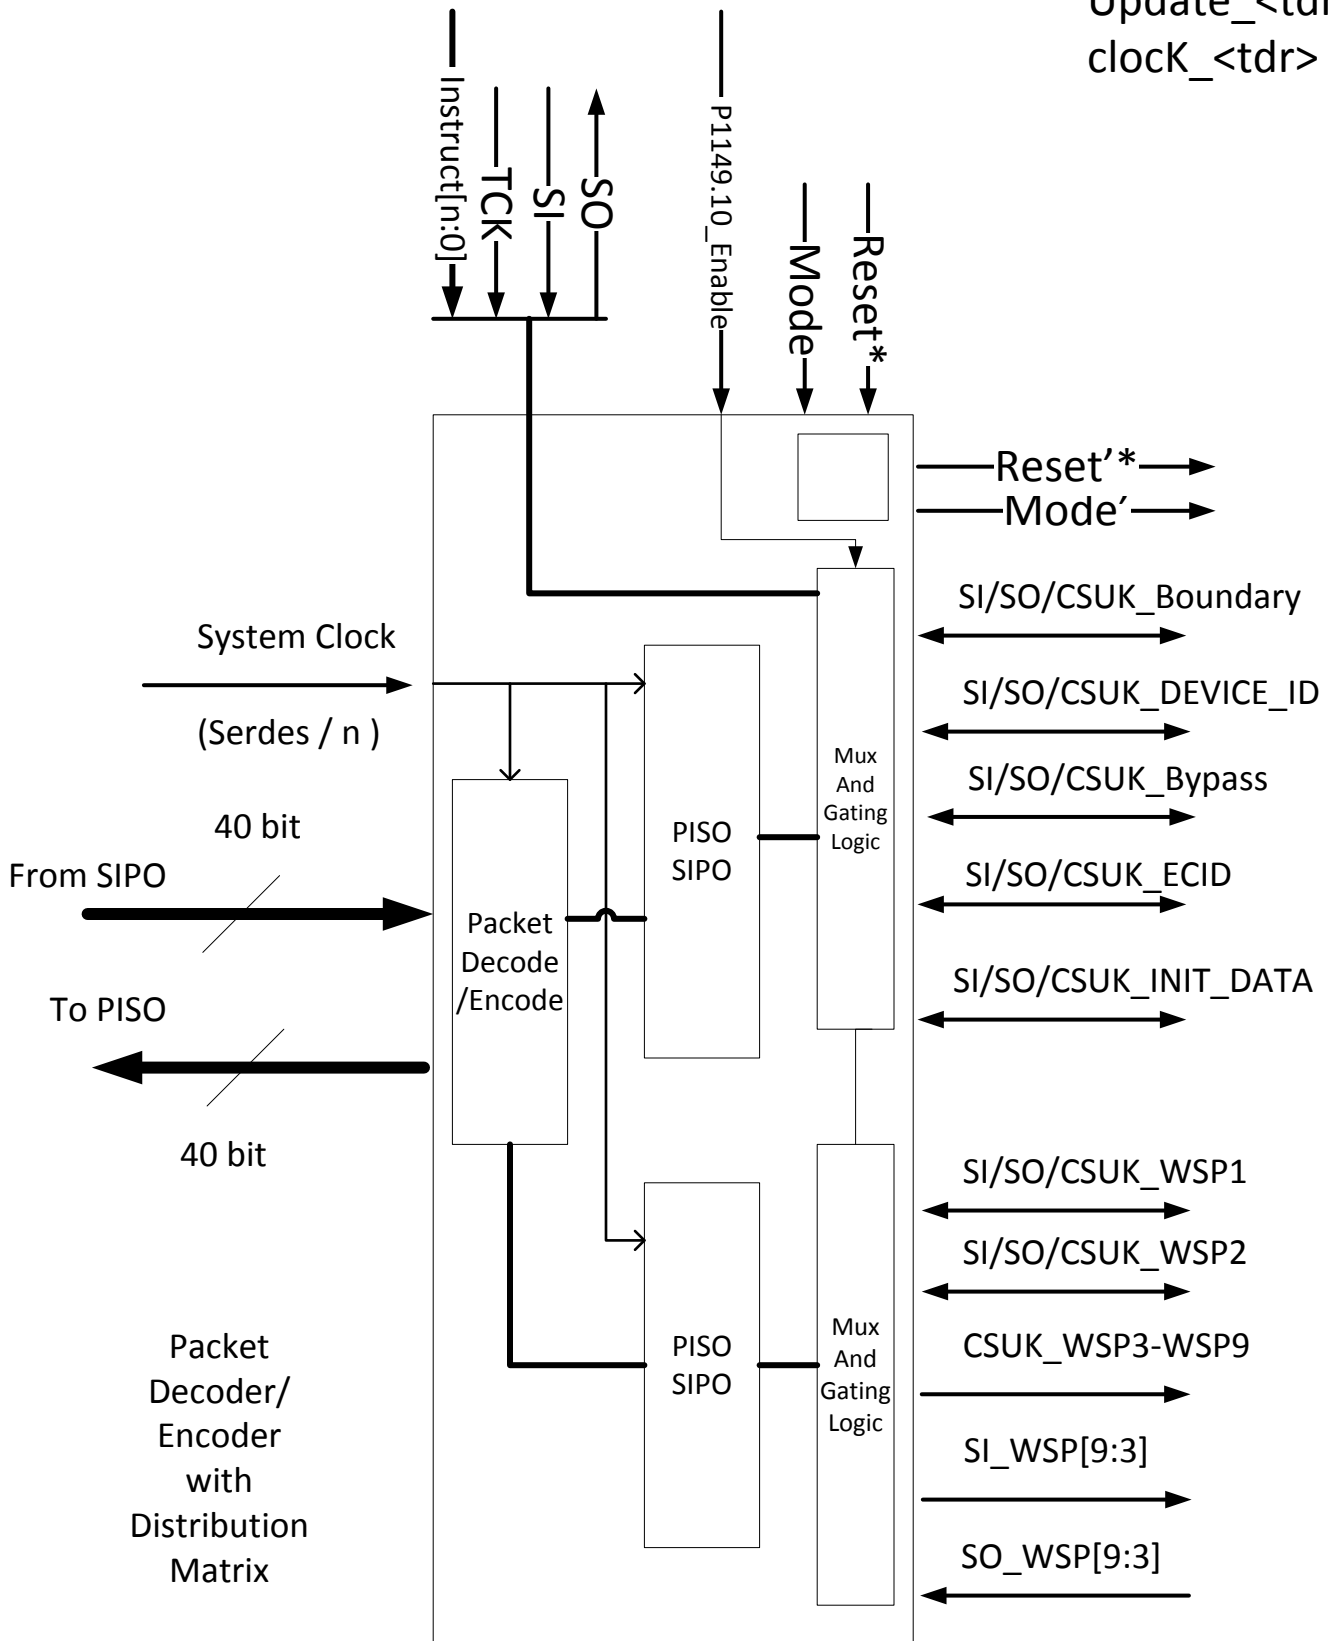 Update_<tdr
clocK_<tdr>
Instruct[n:0]
TCK
SI
SO
P1149.10_Enable
Mode
Reset*
Reset’*
Mode’
SI/SO/CSUK_Boundary
System Clock
(Serdes / n )
SI/SO/CSUK_DEVICE_ID
SI/SO/CSUK_Bypass
Mux
And
Gating
Logic
40 bit
From SIPO
PISO
SIPO
SI/SO/CSUK_ECID
Packet
Decode
/Encode
SI/SO/CSUK_INIT_DATA
To PISO
40 bit
SI/SO/CSUK_WSP1
SI/SO/CSUK_WSP2
PISO
SIPO
Mux
And
Gating
Logic
CSUK_WSP3-WSP9
SI_WSP[9:3]
SO_WSP[9:3]
Packet
Decoder/
Encoder
with
Distribution
Matrix